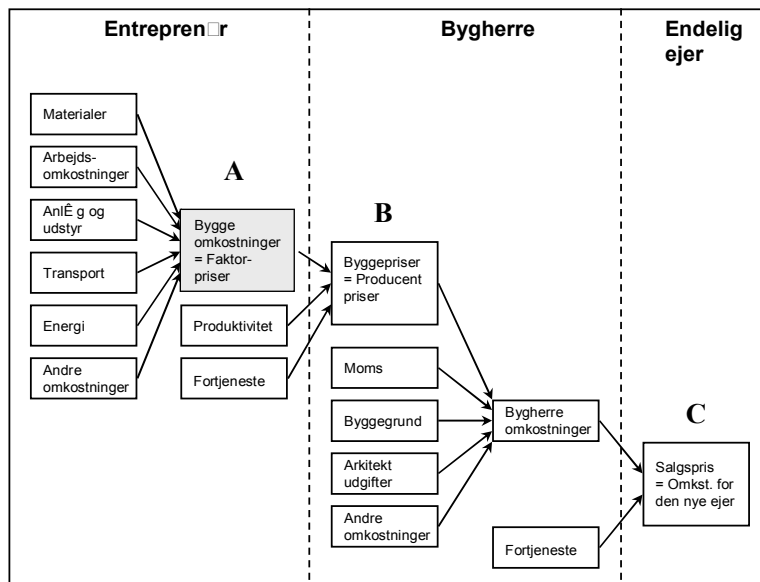 Entrepren□r
Bygherre
Endelig
ejer
Materialer
Arbejds-
omkostninger
AnlÊ g og
udstyr
Transport
Energi
Andre
omkostninger
A
Bygge
omkostninger
= Faktor-
priser
Produktivitet
Fortjeneste
B
Byggepriser
= Producent
priser
Moms
Byggegrund
Arkitekt
udgifter
Andre
omkostninger
Bygherre
omkostninger
Fortjeneste
C
Salgspris
= Omkst. for
den nye ejer